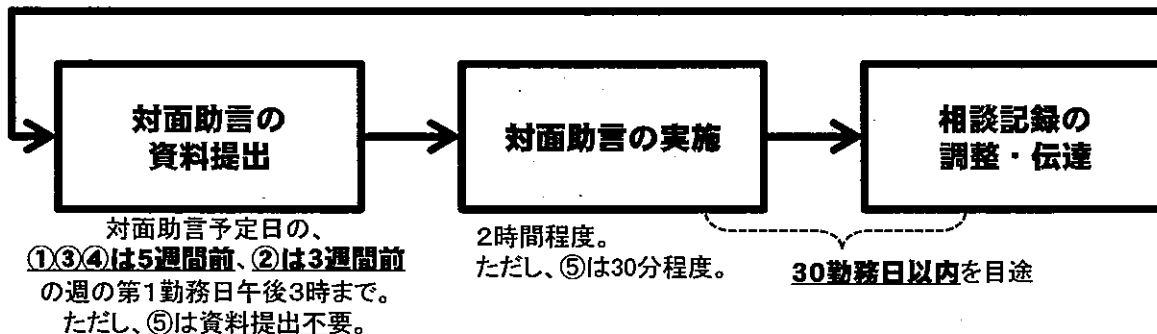 対面助言の
資料提出
対面助言の実施
相談記録の
調整・伝達
対面助言予定日の、
①③④は5週間前、②は3週間前
の週の第1勤務日午後3時まで。
ただし、⑤は資料提出不要。
2時間程度。
ただし、⑤は30分程度。
30勤務日以内を目途